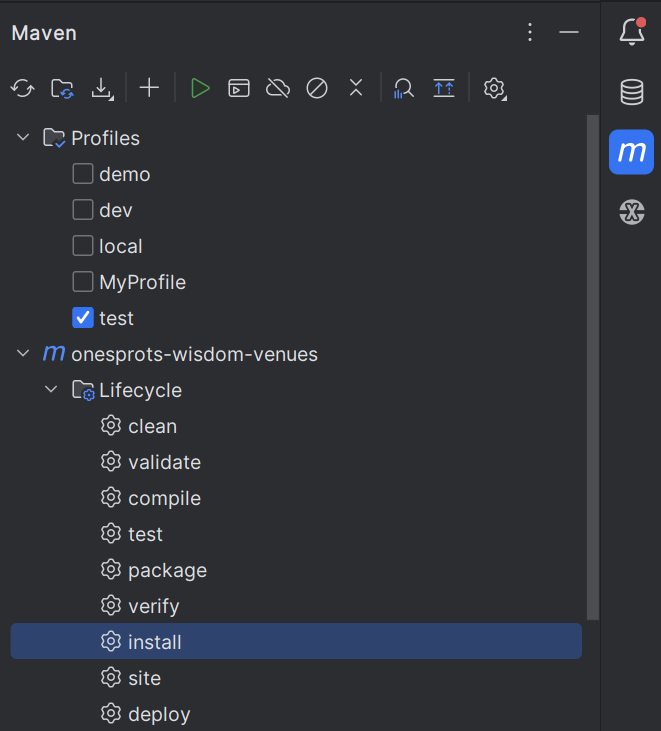 Maven
Profiles
demo
dev
local
MyProfile
test
m onesprots-wisdom-venues
Lifecycle
clean
validate
compile
test
package
verify
install
site
deploy
m